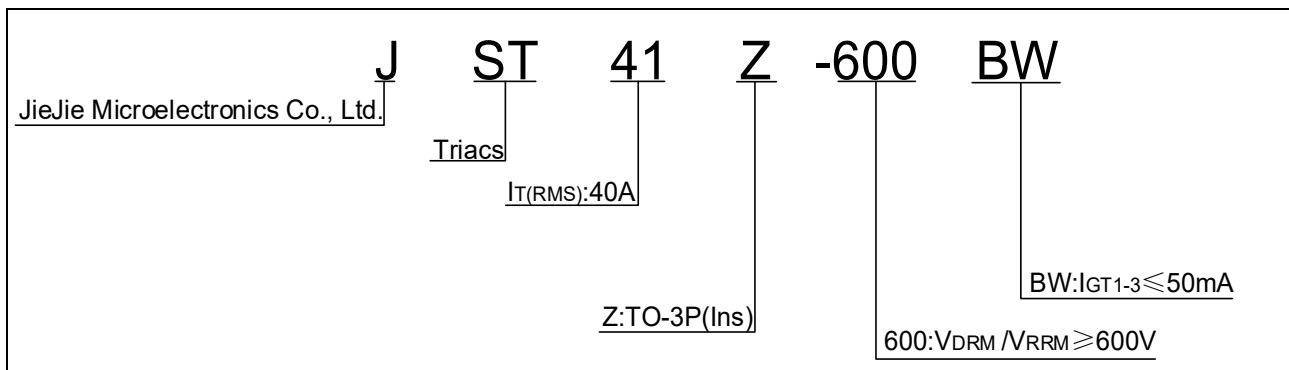 J ST 41 Z -600 BW
JieJie Microelectronics Co., Ltd.
Triacs
IT(RMS):40A
BW:IGT1-3≤50mA
Z:TO-3P(Ins)
600:VDRM /VRRM≥600V